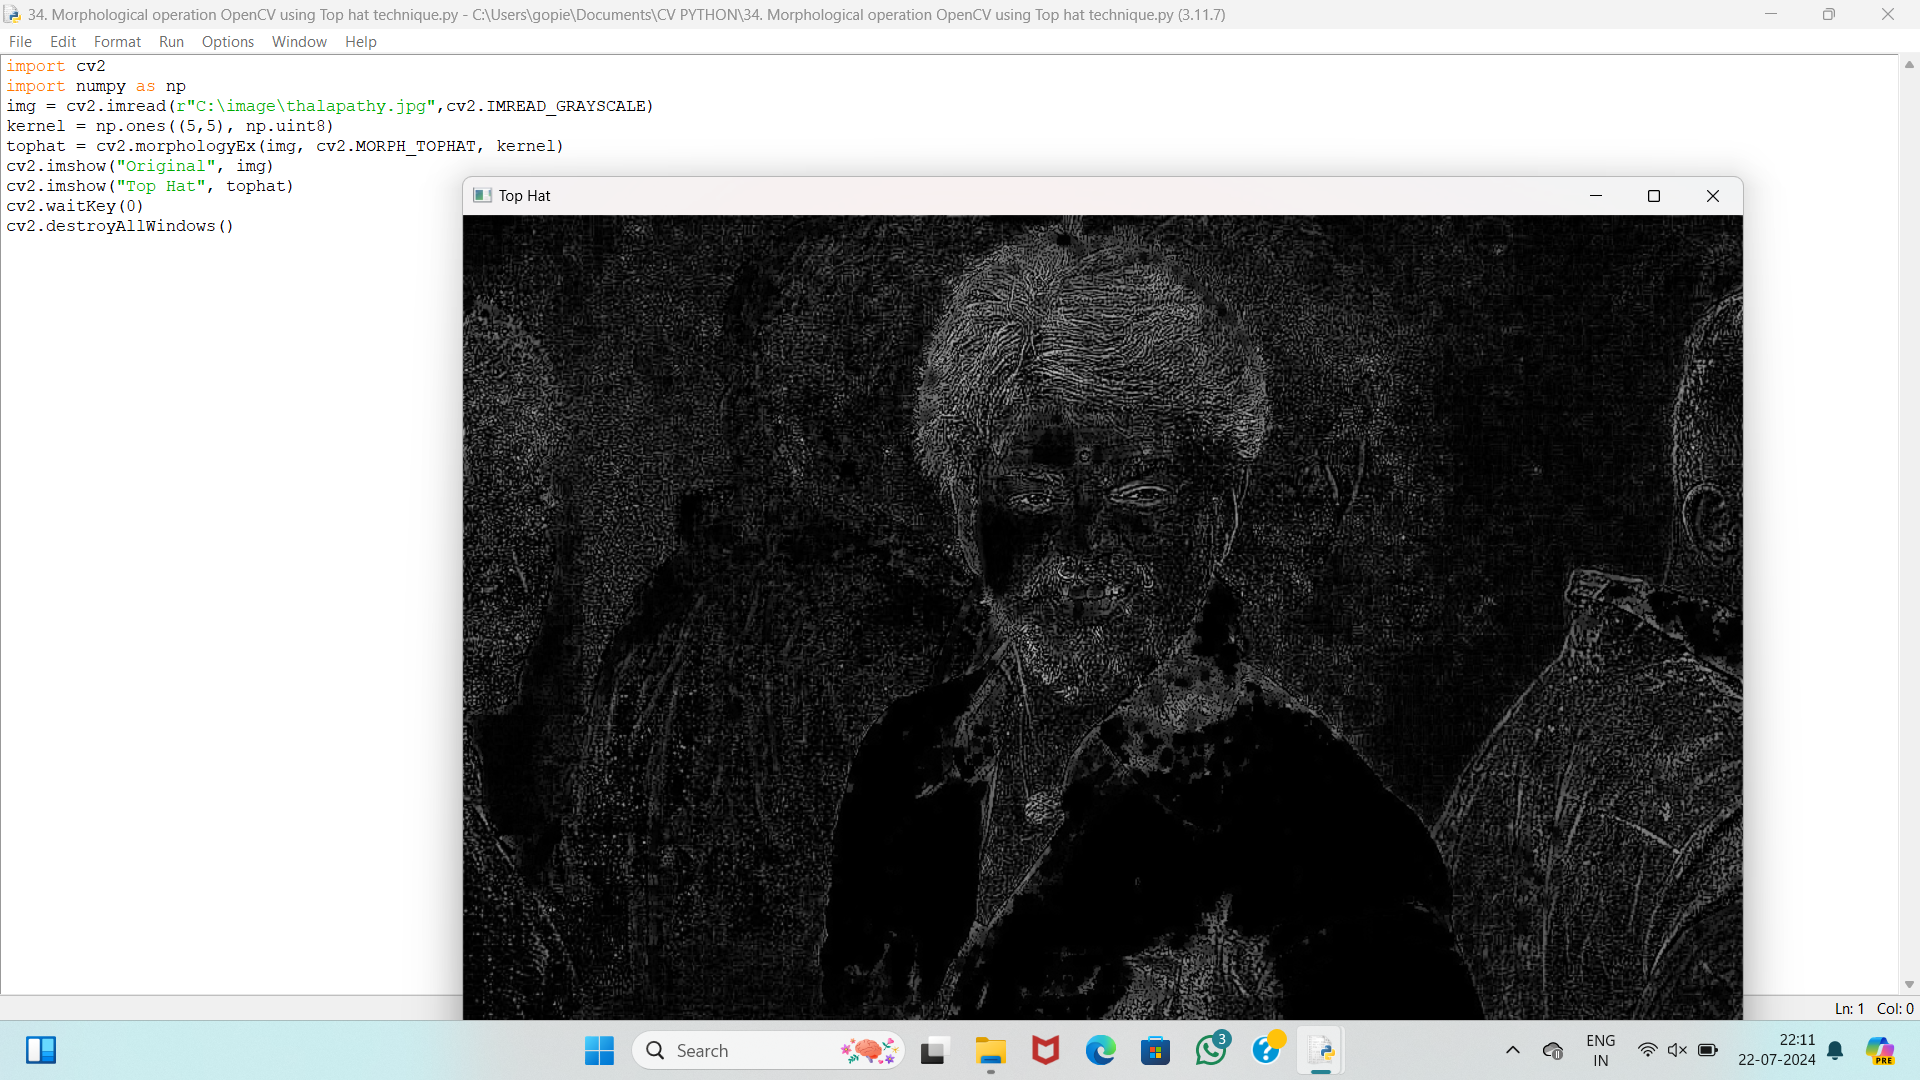 34. Morphological operation OpenCV using Top hat technique.py - C:\Users\gopie\Documents\CV PYTHON\34. Morphological operation OpenCV using Top hat technique.py (3.11.7)
File Edit Format Run Options Window Help
import cv2
import numpy as np
img = cv2.imread(r"C:\image\thalapathy.jpg",cv2.IMREAD_GRAYSCALE)
kernel = np.ones((5,5), np.uint8)
tophat = cv2.morphologyEx(img, cv2.MORPH_TOPHAT, kernel)
cv2.imshow("Original", img)
cv2.imshow("Top Hat", tophat)
cv2.waitKey(0)
cv2.destroyAllWindows()
Top Hat
Ln: 1 Col: 0
Search
3
ENG
IN
22:11
22-07-2024
PRE